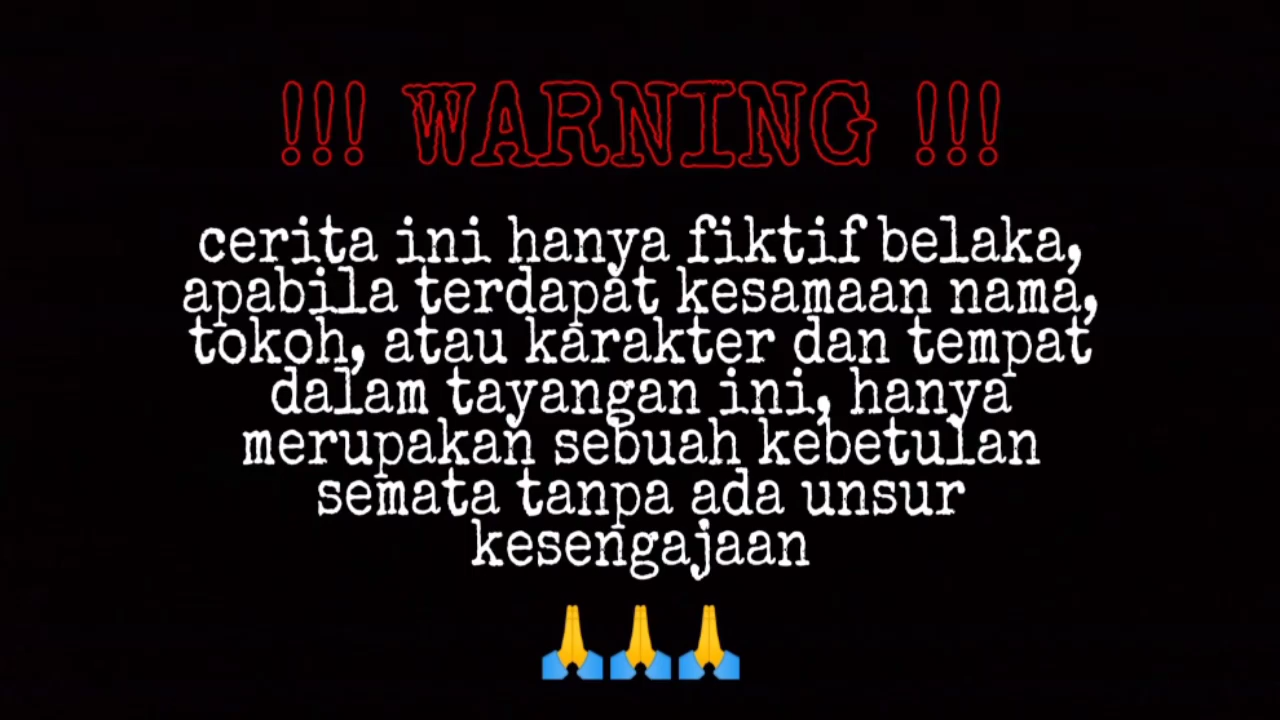 !!! WARNING !!!
cerita ini hanya fiktif belaka,
apabila terdapat kesamaan nama,
tokoh, atau karakter dan tempat
dalam tayangan ini, hanya
merupakan sebuah kebetulan
semata tanpa ada unsur
kesengajaan
🙏🙏🙏